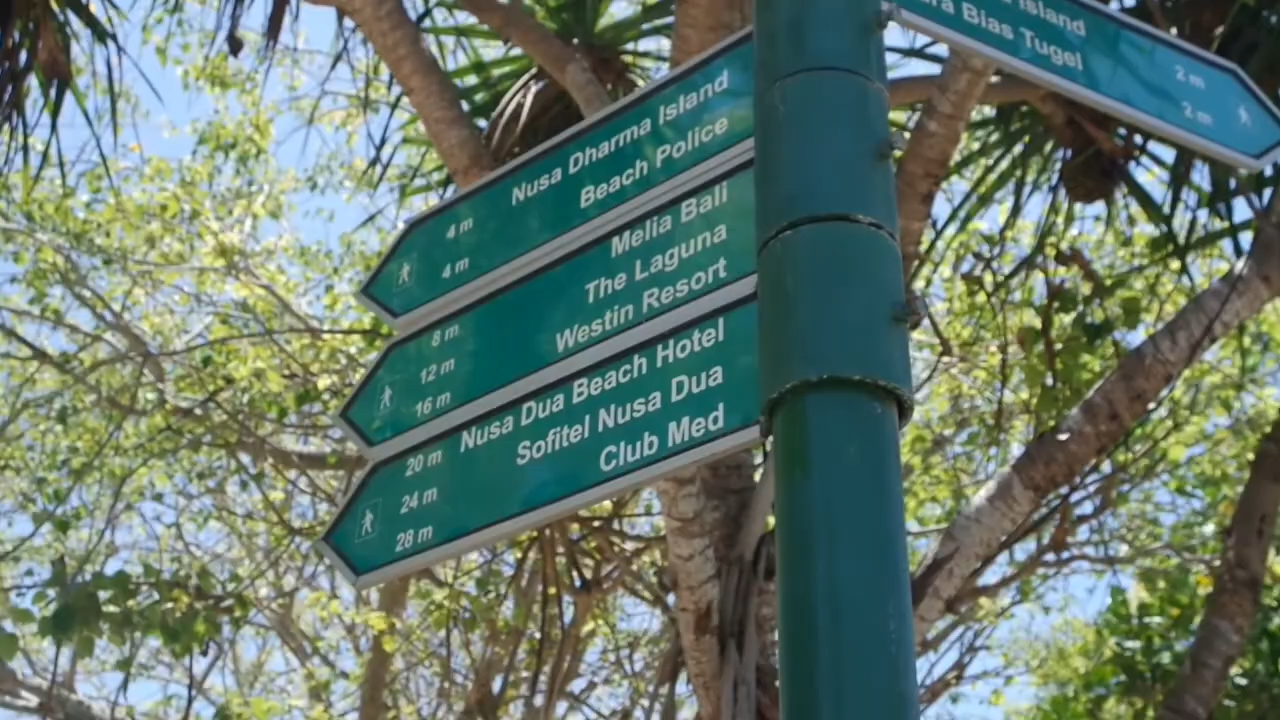 Nusa Dharma Island 4 m
Beach Police 4 m
Melia Bali 8 m
The Laguna 12 m
Westin Resort 16 m
Nusa Dua Beach Hotel 20 m
Sofitel Nusa Dua 24 m
Club Med 28 m
Island 2 m
Bias Tugel 2 m